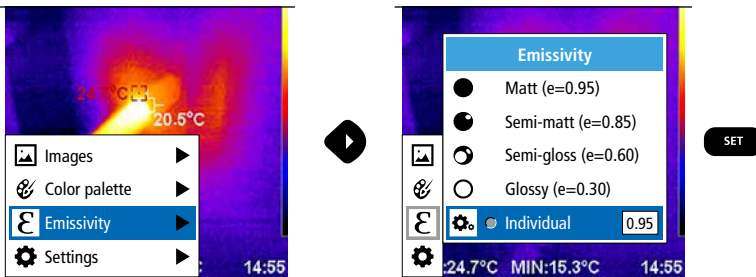 24.7°C
20.5°C
Images
Color palette
Ɛ Emissivity
Settings
: 14:55
Emissivity
Matt (e=0.95)
Semi-matt (e=0.85)
Semi-gloss (e=0.60)
Glossy (e=0.30)
Ɛ
Individual 0.95
:24.7°C MIN:15.3°C 14:55
SET